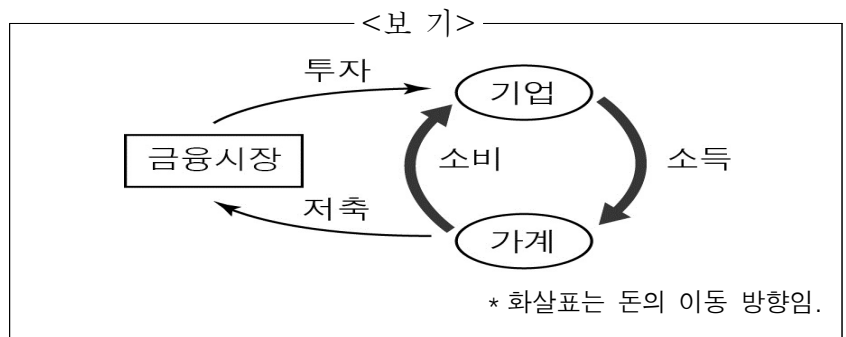 <보 기>
투자
기업
금융시장
소비
소득
저축
가계
* 화살표는 돈의 이동 방향임.